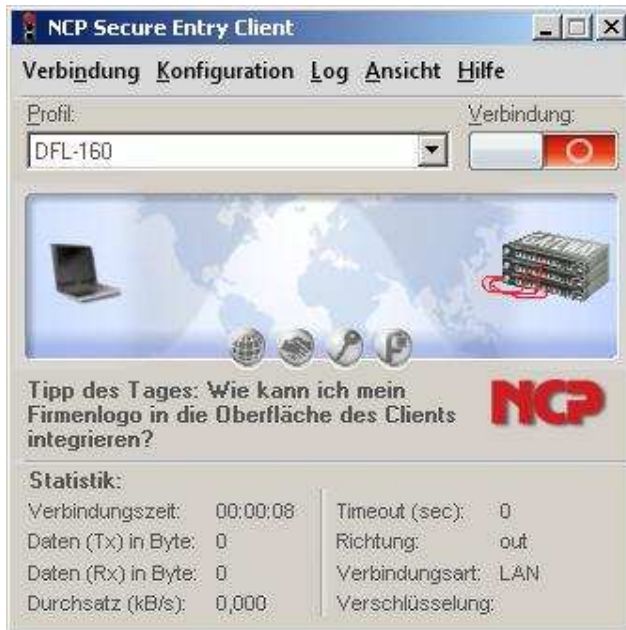 NCP Secure Entry Client
Verbindung Konfiguration Log Ansicht Hilfe
Profil: Verbindung:
DFL-160
Tipp des Tages: Wie kann ich mein
Firmenlogo in die Oberfläche des Clients
integrieren?
NCP
Statistik:
Verbindungszeit: 00:00:08 Timeout (sec): 0
Daten (Tx) in Byte: 0 Richtung: out
Daten (Rx) in Byte: 0 Verbindungsart: LAN
Durchsatz (kB/s): 0,000 Verschlüsselung: